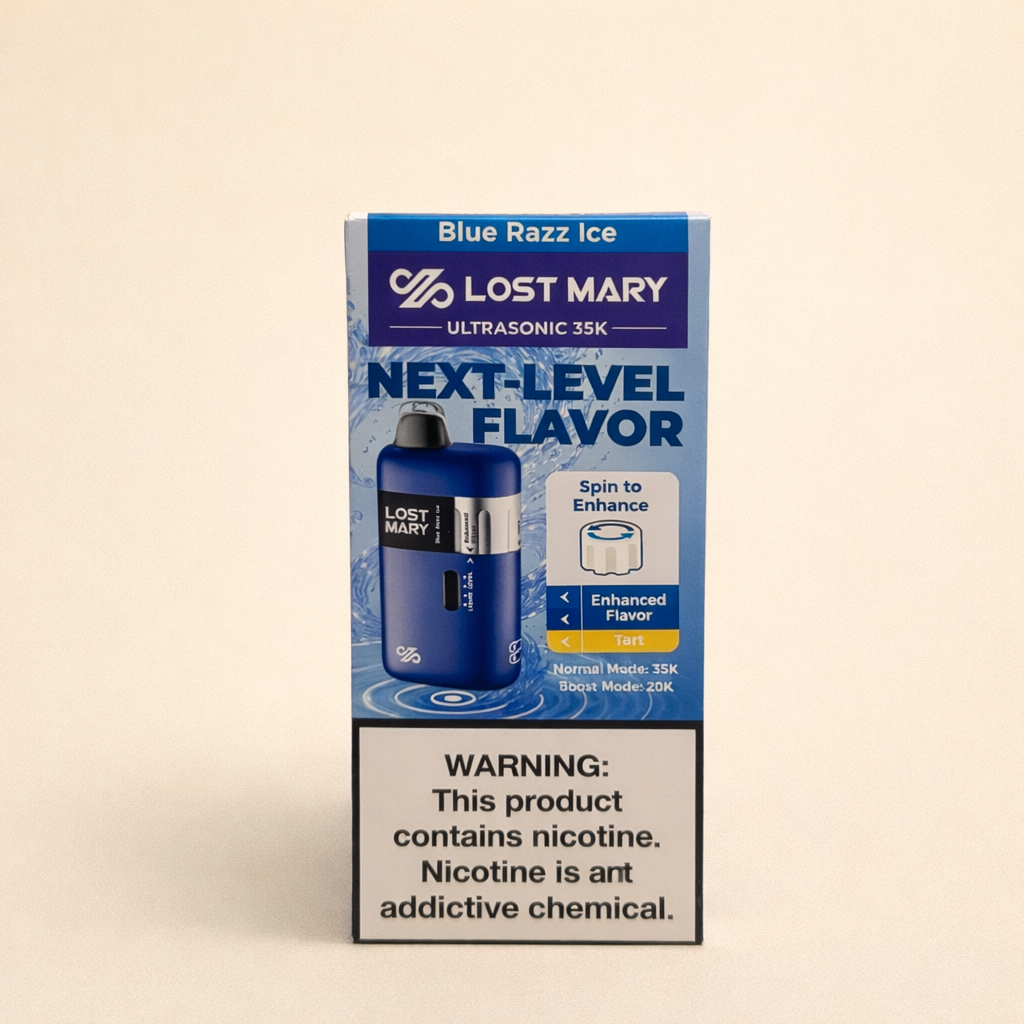 Blue Razz Ice
LOST MARY
ULTRASONIC 35K
NEXT-LEVEL
FLAVOR
Spin to
Enhance
LOST
MARY
Enhanced
Flavor
Tart
Normal Mode: 35K
Boost Mode: 20K
WARNING:
This product
contains nicotine.
Nicotine is ant
addictive chemical.